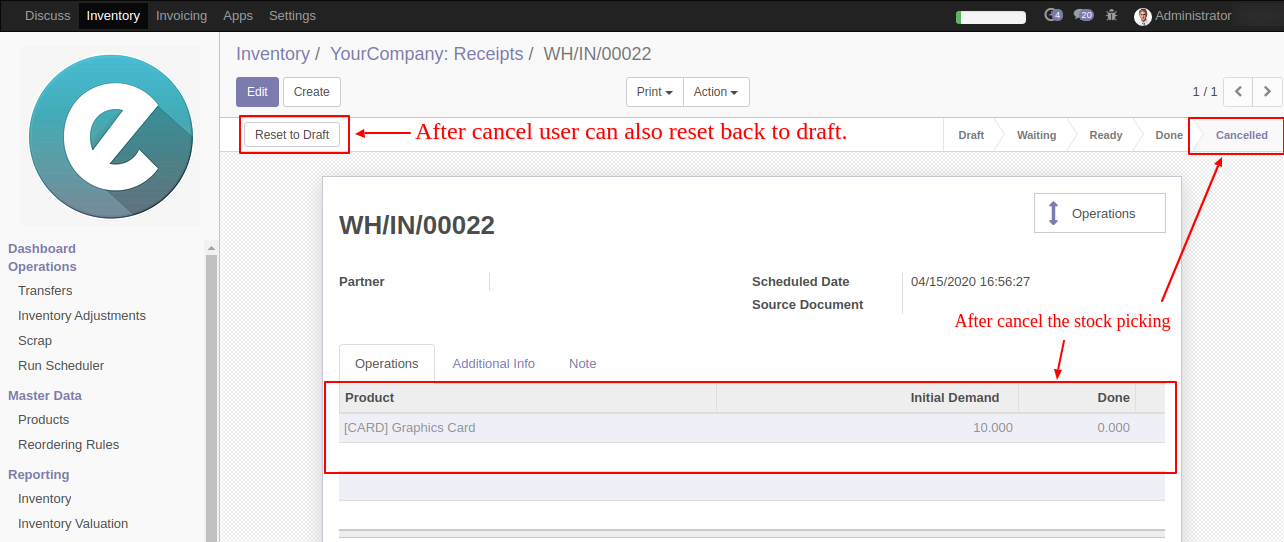 Discuss Inventory Invoicing Apps Settings 4 20 Administrator
Inventory / YourCompany: Receipts / WH/IN/00022
Edit Create Print Action 1 / 1
Reset to Draft After cancel user can also reset back to draft. Draft Waiting Ready Done Cancelled
e
Operations
WH/IN/00022
Partner Scheduled Date 04/15/2020 16:56:27
Source Document
After cancel the stock picking
Operations Additional Info Note
Product Initial Demand Done
[CARD] Graphics Card 10.000 0.000
Dashboard
Operations
Transfers
Inventory Adjustments
Scrap
Run Scheduler
Master Data
Products
Reordering Rules
Reporting
Inventory
Inventory Valuation